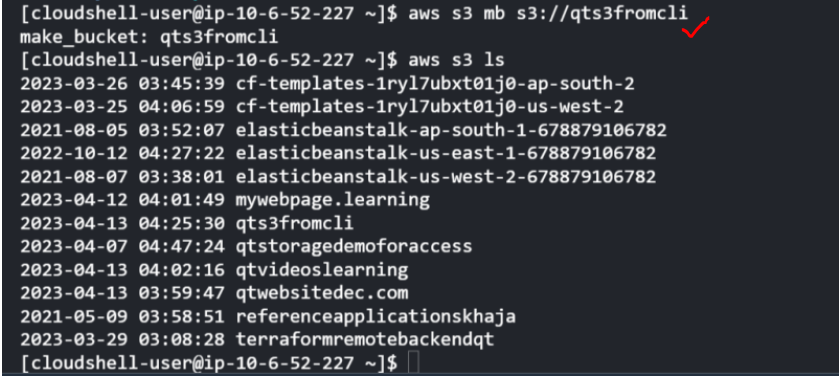 [cloudshell-user@ip-10-6-52-227 ~]$ aws s3 mb s3://qts3fromcli
make_bucket: qts3fromcli
[cloudshell-user@ip-10-6-52-227 ~]$ aws s3 ls
2023-03-26 03:45:39 cf-templates-1ryl7ubxt01j0-ap-south-2
2023-03-25 04:06:59 cf-templates-1ryl7ubxt01j0-us-west-2
2021-08-05 03:52:07 elasticbeanstalk-ap-south-1-678879106782
2022-10-12 04:27:22 elasticbeanstalk-us-east-1-678879106782
2021-08-07 03:38:01 elasticbeanstalk-us-west-2-678879106782
2023-04-12 04:01:49 mywebpage.learning
2023-04-13 04:25:30 qts3fromcli
2023-04-07 04:47:24 qtstoragedemoforaccess
2023-04-13 04:02:16 qtvideoslearning
2023-04-13 03:59:47 qtwebsitedec.com
2021-05-09 03:58:51 referenceapplicationskhaja
2023-03-29 03:08:28 terraformremotebackendqt
[cloudshell-user@ip-10-6-52-227 ~]$